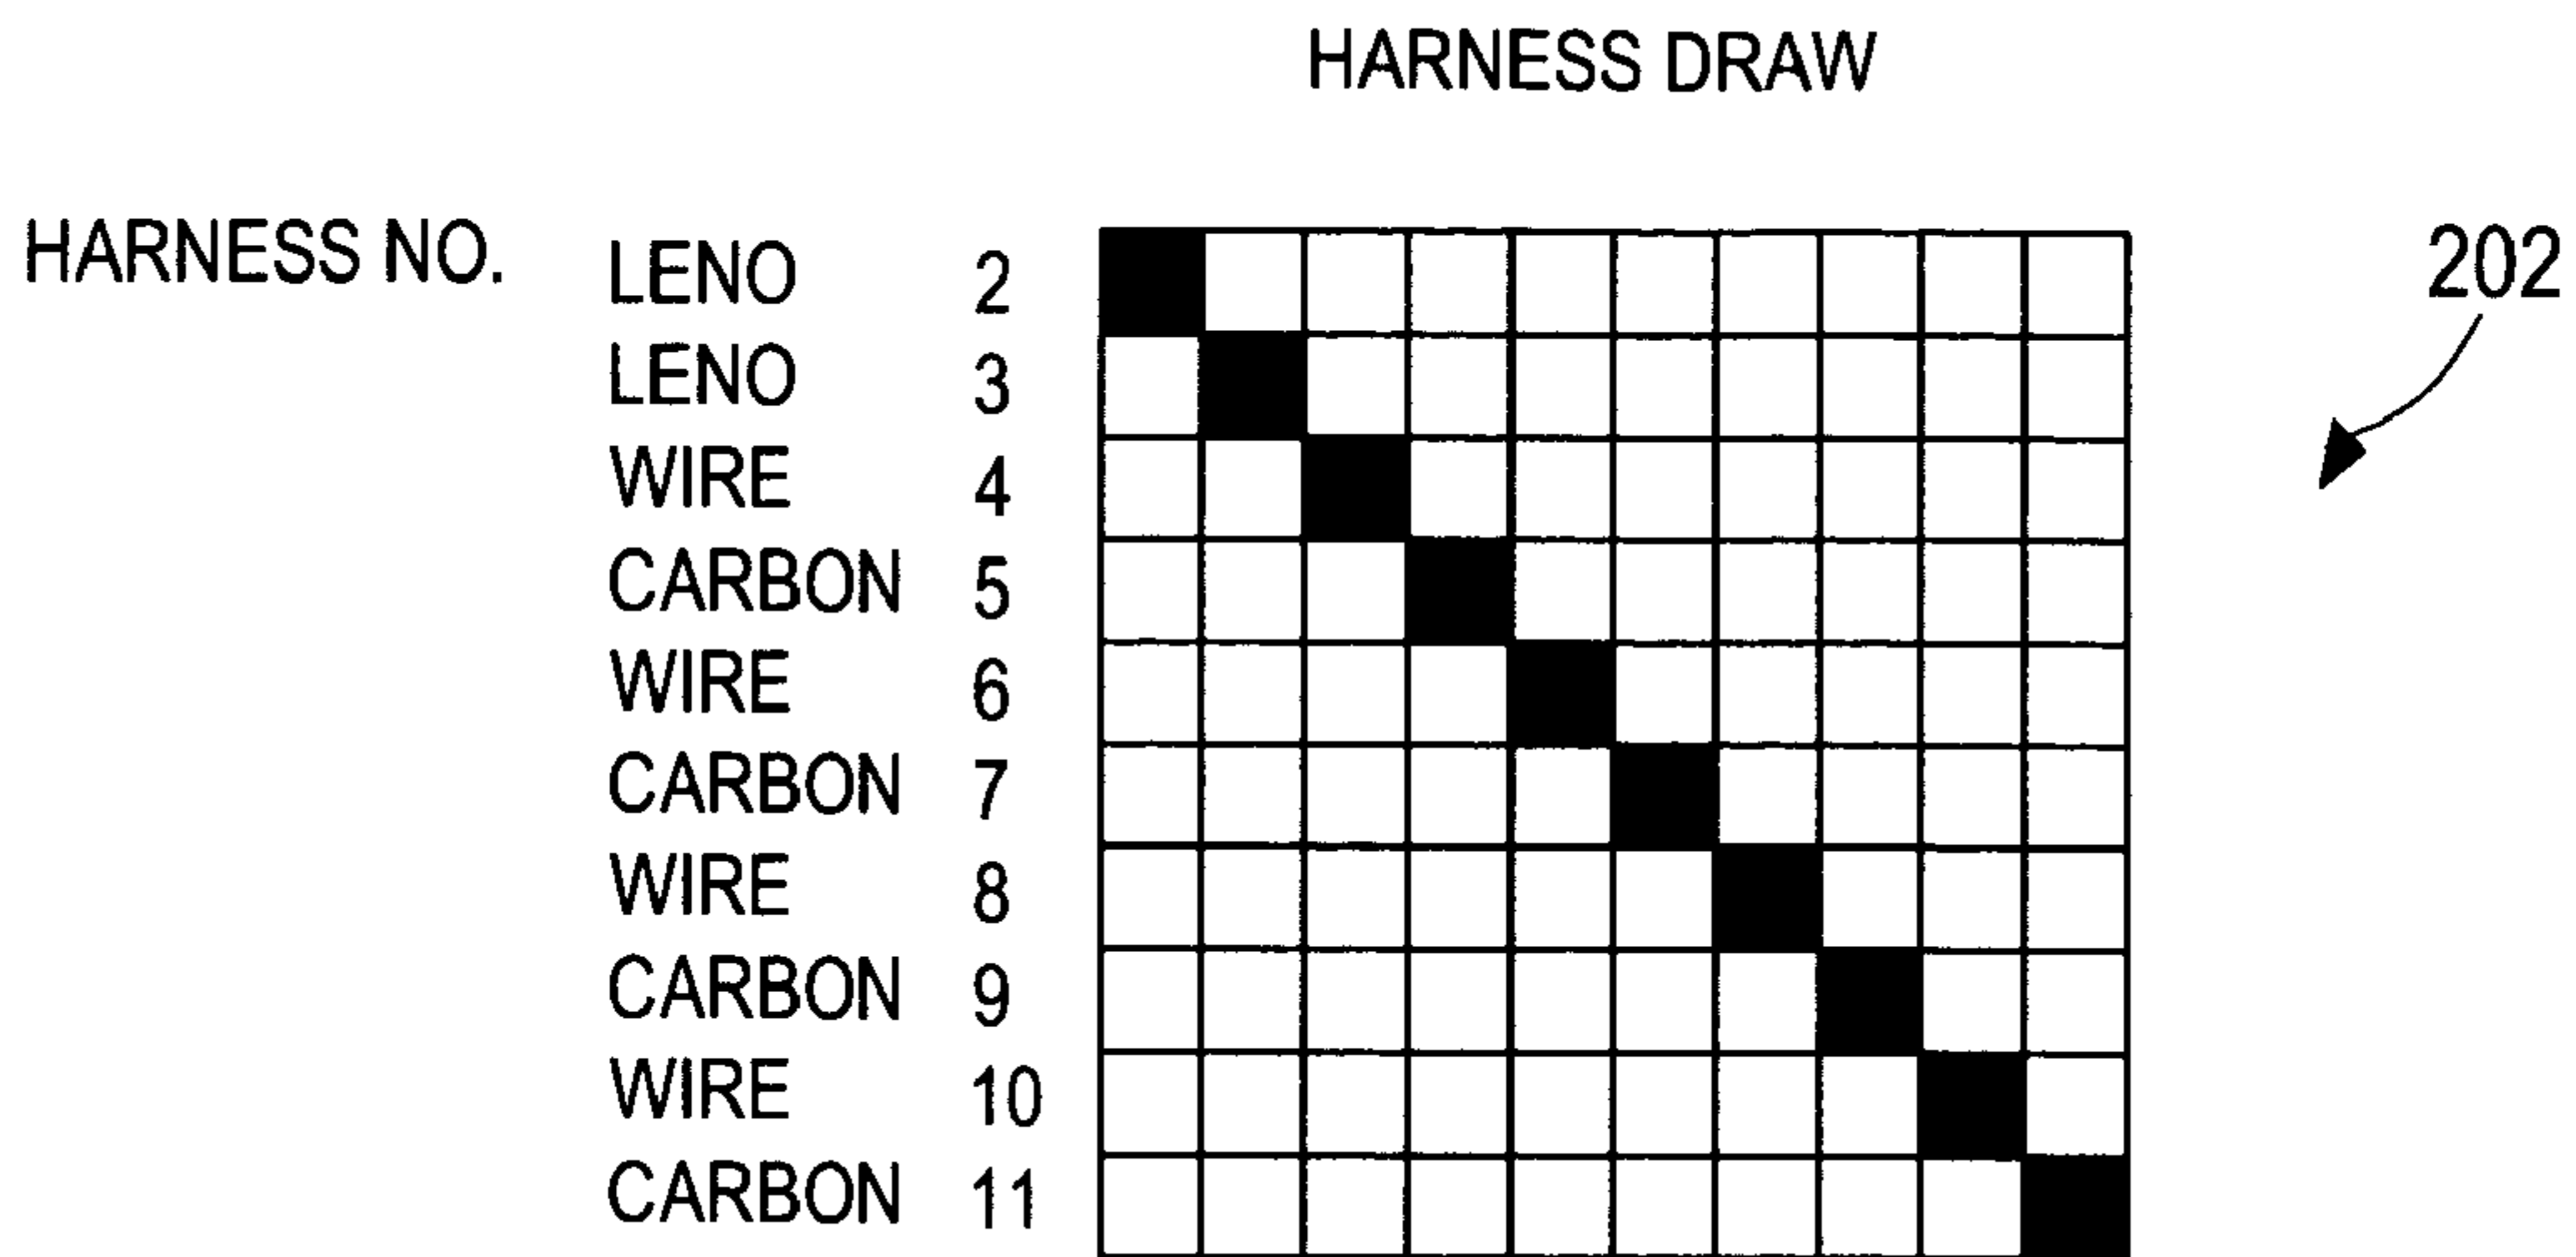 HARNESS DRAW
HARNESS NO. LENO 2 202
LENO 3
WIRE 4
CARBON 5
WIRE 6
CARBON 7
WIRE 8
CARBON 9
WIRE 10
CARBON 11